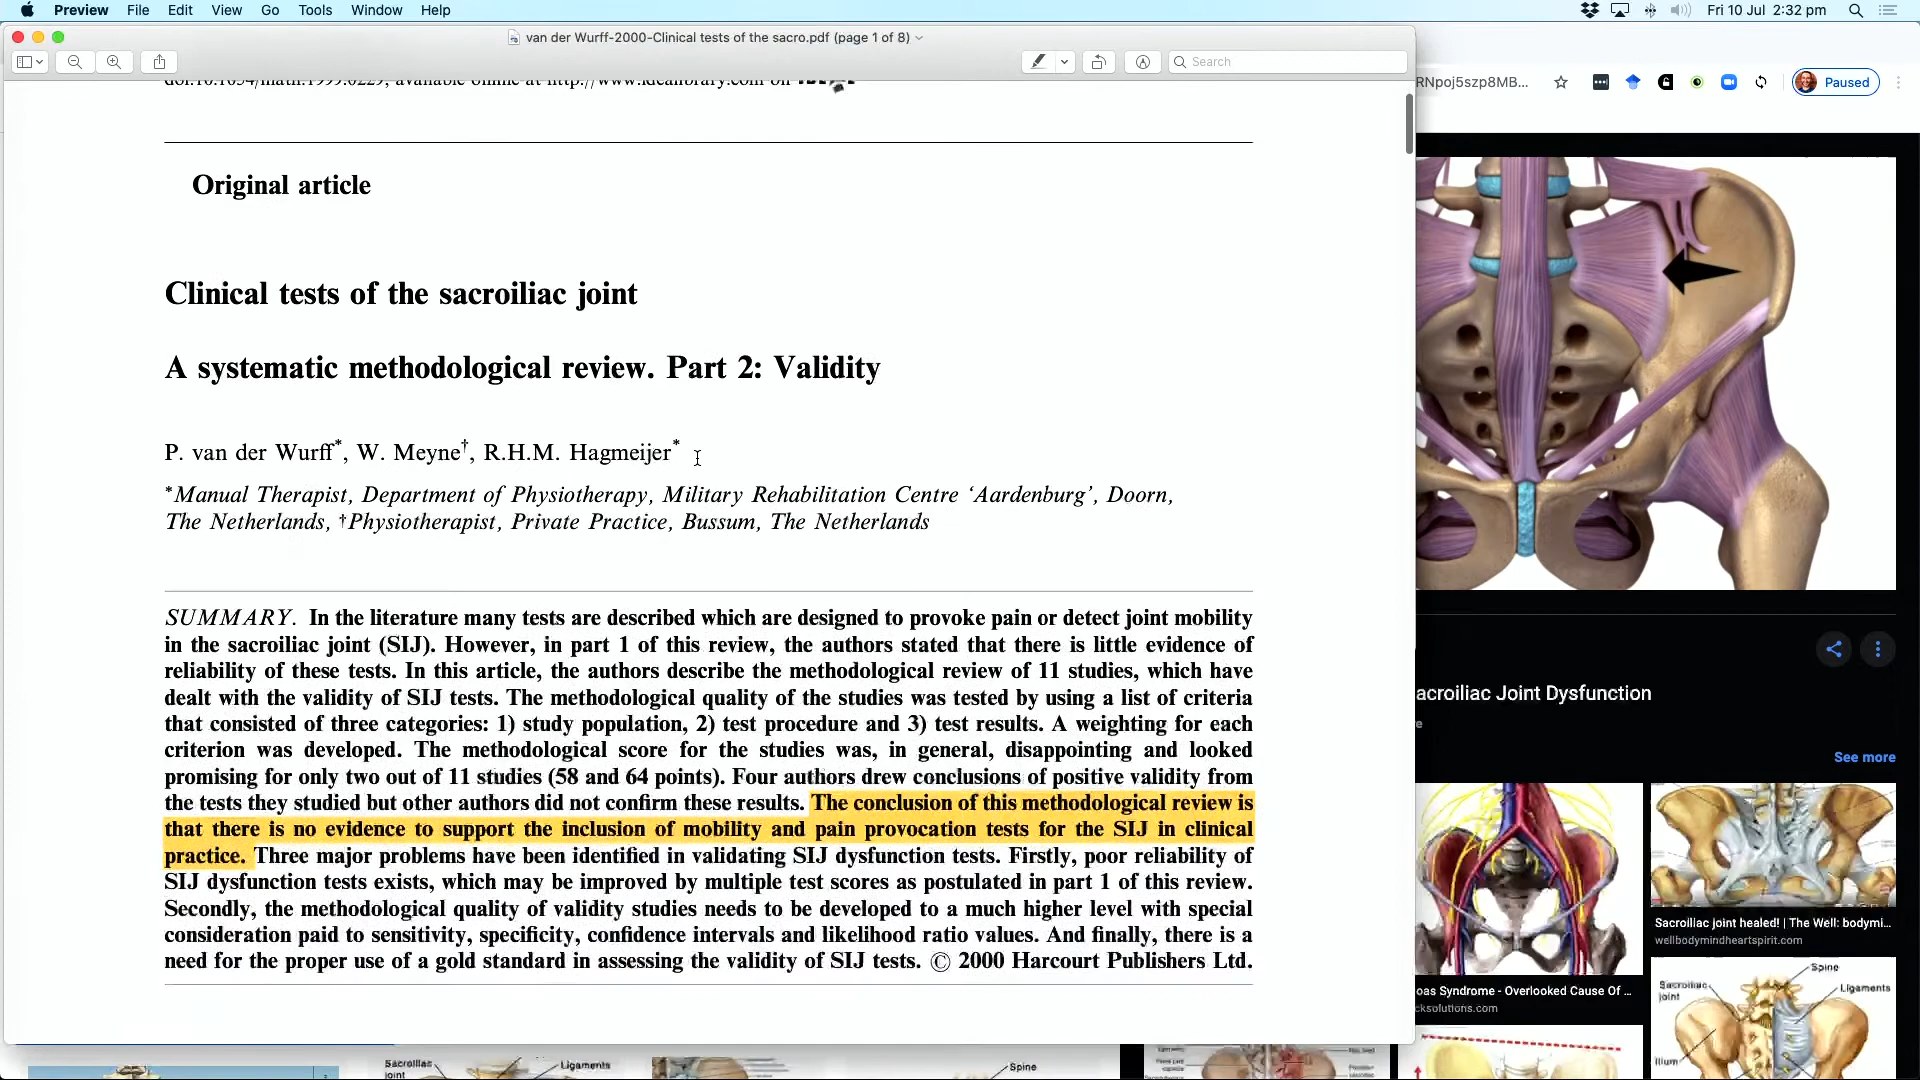 Preview File Edit View Go Tools Window Help
Fri 10 Jul 2:32 pm
van der Wurff-2000-Clinical tests of the sacro.pdf (page 1 of 8)
Search
RNpoj5szp8MB...
Paused
Original article
Clinical tests of the sacroiliac joint
A systematic methodological review. Part 2: Validity
P. van der Wurff*, W. Meyne†, R.H.M. Hagmeijer*
*Manual Therapist, Department of Physiotherapy, Military Rehabilitation Centre ‘Aardenburg’, Doorn,
The Netherlands, †Physiotherapist, Private Practice, Bussum, The Netherlands
SUMMARY. In the literature many tests are described which are designed to provoke pain or detect joint mobility
in the sacroiliac joint (SIJ). However, in part 1 of this review, the authors stated that there is little evidence of
reliability of these tests. In this article, the authors describe the methodological review of 11 studies, which have
dealt with the validity of SIJ tests. The methodological quality of the studies was tested by using a list of criteria
that consisted of three categories: 1) study population, 2) test procedure and 3) test results. A weighting for each
criterion was developed. The methodological score for the studies was, in general, disappointing and looked
promising for only two out of 11 studies (58 and 64 points). Four authors drew conclusions of positive validity from
the tests they studied but other authors did not confirm these results. The conclusion of this methodological review is
that there is no evidence to support the inclusion of mobility and pain provocation tests for the SIJ in clinical
practice. Three major problems have been identified in validating SIJ dysfunction tests. Firstly, poor reliability of
SIJ dysfunction tests exists, which may be improved by multiple test scores as postulated in part 1 of this review.
Secondly, the methodological quality of validity studies needs to be developed to a much higher level with special
consideration paid to sensitivity, specificity, confidence intervals and likelihood ratio values. And finally, there is a
need for the proper use of a gold standard in assessing the validity of SIJ tests. © 2000 Harcourt Publishers Ltd.
acroiliac Joint Dysfunction
re
See more
Sacroiliac joint healed! | The Well: bodymi...
wellbodymindheartspirit.com
oas Syndrome - Overlooked Cause Of ...
cksolutions.com
Spine
Sacroiliac
joint
Ligaments
Ilium
Sacroiliac
joint
Ligaments
Spine